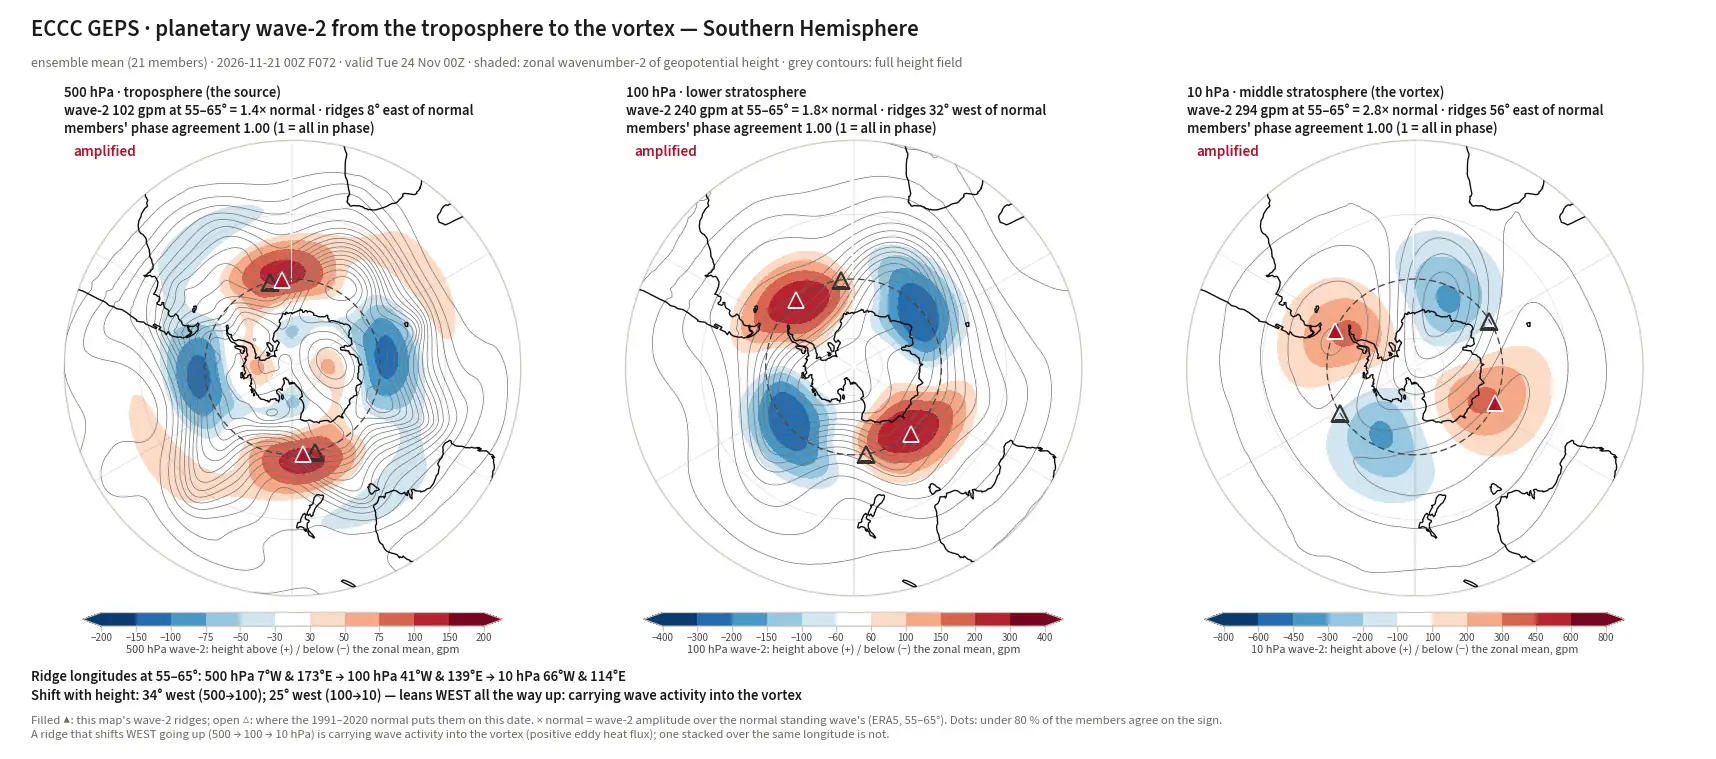 ECCC GEPS · planetary wave-2 from the troposphere to the vortex — Southern Hemisphere
ensemble mean (21 members) · 2026-11-21 00Z F072 · valid Tue 24 Nov 00Z · shaded: zonal wavenumber-2 of geopotential height · grey contours: full height field
500 hPa · troposphere (the source)
wave-2 102 gpm at 55–65° = 1.4× normal · ridges 8° east of normal
members' phase agreement 1.00 (1 = all in phase)
amplified
100 hPa · lower stratosphere
wave-2 240 gpm at 55–65° = 1.8× normal · ridges 32° west of normal
members' phase agreement 1.00 (1 = all in phase)
amplified
10 hPa · middle stratosphere (the vortex)
wave-2 294 gpm at 55–65° = 2.8× normal · ridges 56° east of normal
members' phase agreement 1.00 (1 = all in phase)
amplified
−200 −150 −100 −75 −50 −30 30 50 75 100 150 200
500 hPa wave-2: height above (+) / below (−) the zonal mean, gpm
−400 −300 −200 −150 −100 −60 60 100 150 200 300 400
100 hPa wave-2: height above (+) / below (−) the zonal mean, gpm
−800 −600 −450 −300 −200 −100 100 200 300 450 600 800
10 hPa wave-2: height above (+) / below (−) the zonal mean, gpm
Ridge longitudes at 55–65°: 500 hPa 7°W & 173°E → 100 hPa 41°W & 139°E → 10 hPa 66°W & 114°E
Shift with height: 34° west (500→100); 25° west (100→10) — leans WEST all the way up: carrying wave activity into the vortex
Filled ▲: this map's wave-2 ridges; open △: where the 1991–2020 normal puts them on this date. × normal = wave-2 amplitude over the normal standing wave's (ERA5, 55–65°). Dots: under 80 % of the members agree on the sign.
A ridge that shifts WEST going up (500 → 100 → 10 hPa) is carrying wave activity into the vortex (positive eddy heat flux); one stacked over the same longitude is not.